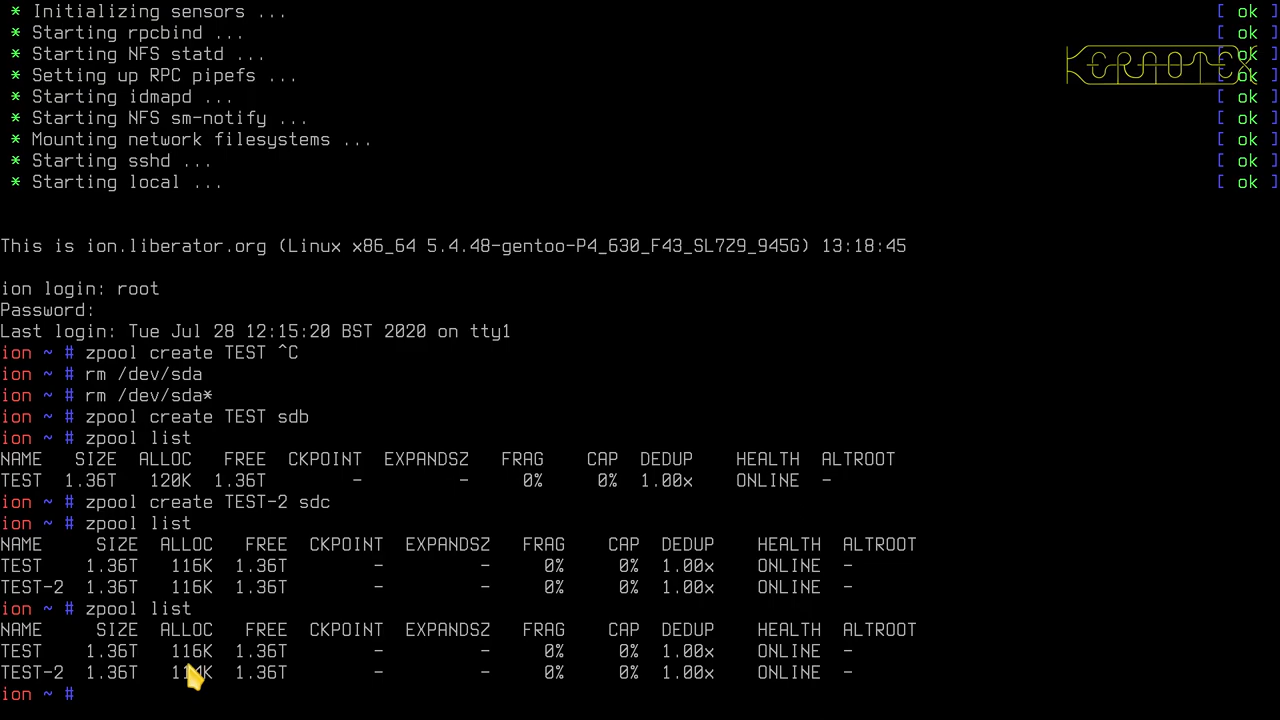 * Initializing sensors ... [ ok ]
* Starting rpcbind ... [ ok ]
* Starting NFS statd ... [ ok ]
* Setting up RPC pipefs ... [ ok ]
* Starting idmapd ... [ ok ]
* Starting NFS sm-notify ... [ ok ]
* Mounting network filesystems ... [ ok ]
* Starting sshd ... [ ok ]
* Starting local ... [ ok ]
This is ion.liberator.org (Linux x86_64 5.4.48-gentoo-P4_630_F43_SL7Z9_945G) 13:18:45
ion login: root
Password:
Last login: Tue Jul 28 12:15:20 BST 2020 on tty1
ion ~ # zpool create TEST ^C
ion ~ # rm /dev/sda
ion ~ # rm /dev/sda*
ion ~ # zpool create TEST sdb
ion ~ # zpool list
NAME SIZE ALLOC FREE CKPOINT EXPANDSZ FRAG CAP DEDUP HEALTH ALTROOT
TEST 1.36T 120K 1.36T - - 0% 0% 1.00x ONLINE -
ion ~ # zpool create TEST-2 sdc
ion ~ # zpool list
NAME SIZE ALLOC FREE CKPOINT EXPANDSZ FRAG CAP DEDUP HEALTH ALTROOT
TEST 1.36T 116K 1.36T - - 0% 0% 1.00x ONLINE -
TEST-2 1.36T 116K 1.36T - - 0% 0% 1.00x ONLINE -
ion ~ # zpool list
NAME SIZE ALLOC FREE CKPOINT EXPANDSZ FRAG CAP DEDUP HEALTH ALTROOT
TEST 1.36T 116K 1.36T - - 0% 0% 1.00x ONLINE -
TEST-2 1.36T 1.36T - - 0% 0% 1.00x ONLINE -
ion ~ #